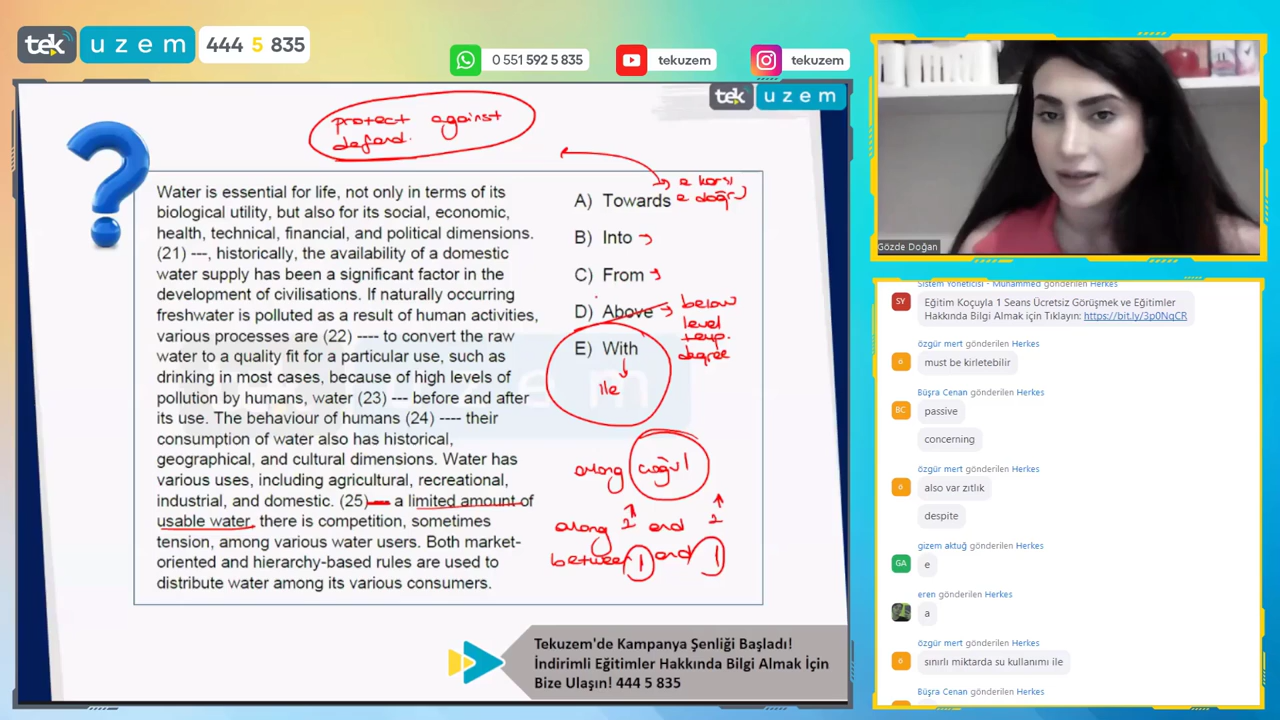 tek uzem 444 5 835
0 551 592 5 835
tekuzem
tekuzem
tek uzem
protect against
defend.
Water is essential for life, not only in terms of its
biological utility, but also for its social, economic,
health, technical, financial, and political dimensions.
(21) ---, historically, the availability of a domestic
water supply has been a significant factor in the
development of civilisations. If naturally occurring
freshwater is polluted as a result of human activities,
various processes are (22) ---- to convert the raw
water to a quality fit for a particular use, such as
drinking in most cases, because of high levels of
pollution by humans, water (23) --- before and after
its use. The behaviour of humans (24) ---- their
consumption of water also has historical,
geographical, and cultural dimensions. Water has
various uses, including agricultural, recreational,
industrial, and domestic. (25) --- a limited amount of
usable water, there is competition, sometimes
tension, among various water users. Both market-
oriented and hierarchy-based rules are used to
distribute water among its various consumers.
A) Towards
e karşı
e doğru
B) Into
C) From
D) Above
below
level
temp.
degree
E) With
ile
among çoğul
among 2 and 2
between 1 and 1
Tekuzem'de Kampanya Şenliği Başladı!
İndirimli Eğitimler Hakkında Bilgi Almak İçin
Bize Ulaşın! 444 5 835
Gözde Doğan
Sistem Yöneticisi - Muhammed gönderilen Herkes
SY
Eğitim Koçuyla 1 Seans Ücretsiz Görüşmek ve Eğitimler
Hakkında Bilgi Almak için Tıklayın: https://bit.ly/3p0NqCR
özgür mert gönderilen Herkes
o must be kirletebilir
Büşra Cenan gönderilen Herkes
BC passive
concerning
özgür mert gönderilen Herkes
o also var zıtlık
despite
gizem aktuğ gönderilen Herkes
GA e
eren gönderilen Herkes
a
özgür mert gönderilen Herkes
o sınırlı miktarda su kullanımı ile
Büşra Cenan gönderilen Herkes